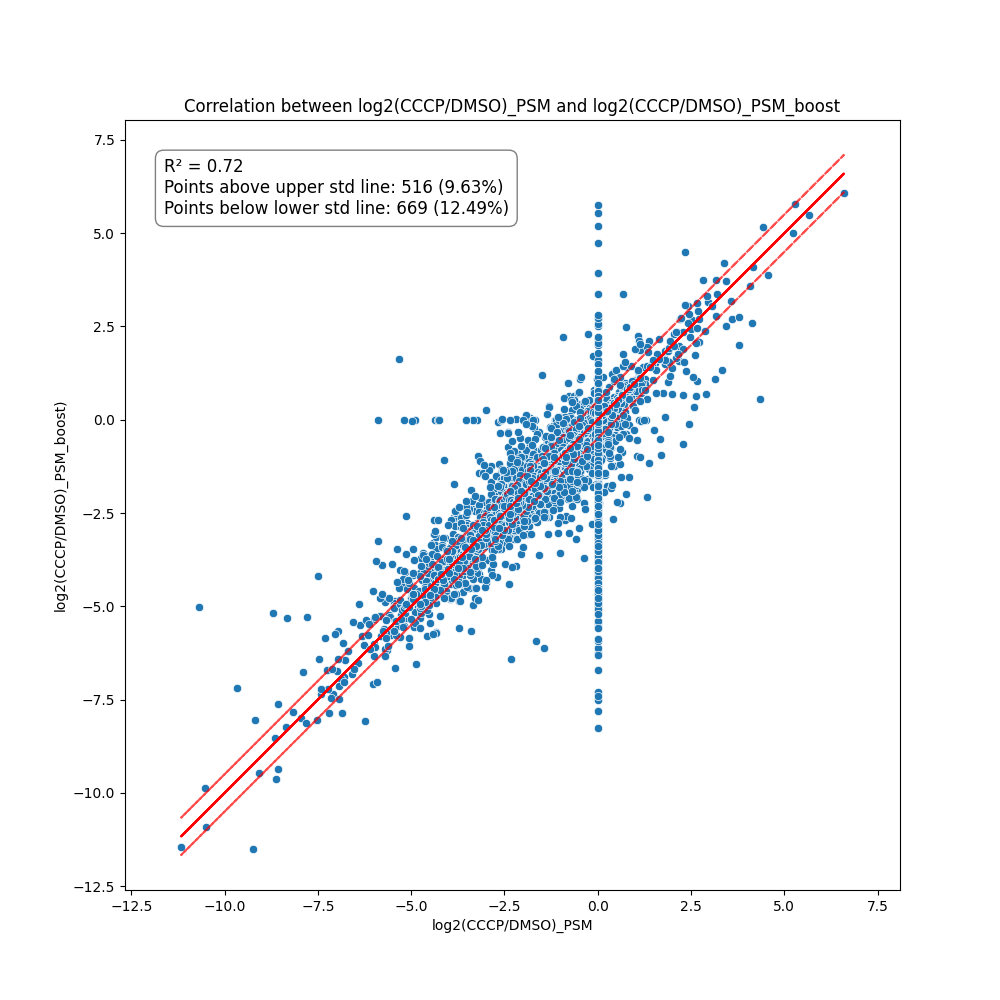 Correlation between log2(CCCP/DMSO)_PSM and log2(CCCP/DMSO)_PSM_boost
R² = 0.72
Points above upper std line: 516 (9.63%)
Points below lower std line: 669 (12.49%)
7.5
5.0
2.5
0.0
−2.5
−5.0
−7.5
−10.0
−12.5
log2(CCCP/DMSO)_PSM_boost)
−12.5 −10.0 −7.5 −5.0 −2.5 0.0 2.5 5.0 7.5
log2(CCCP/DMSO)_PSM